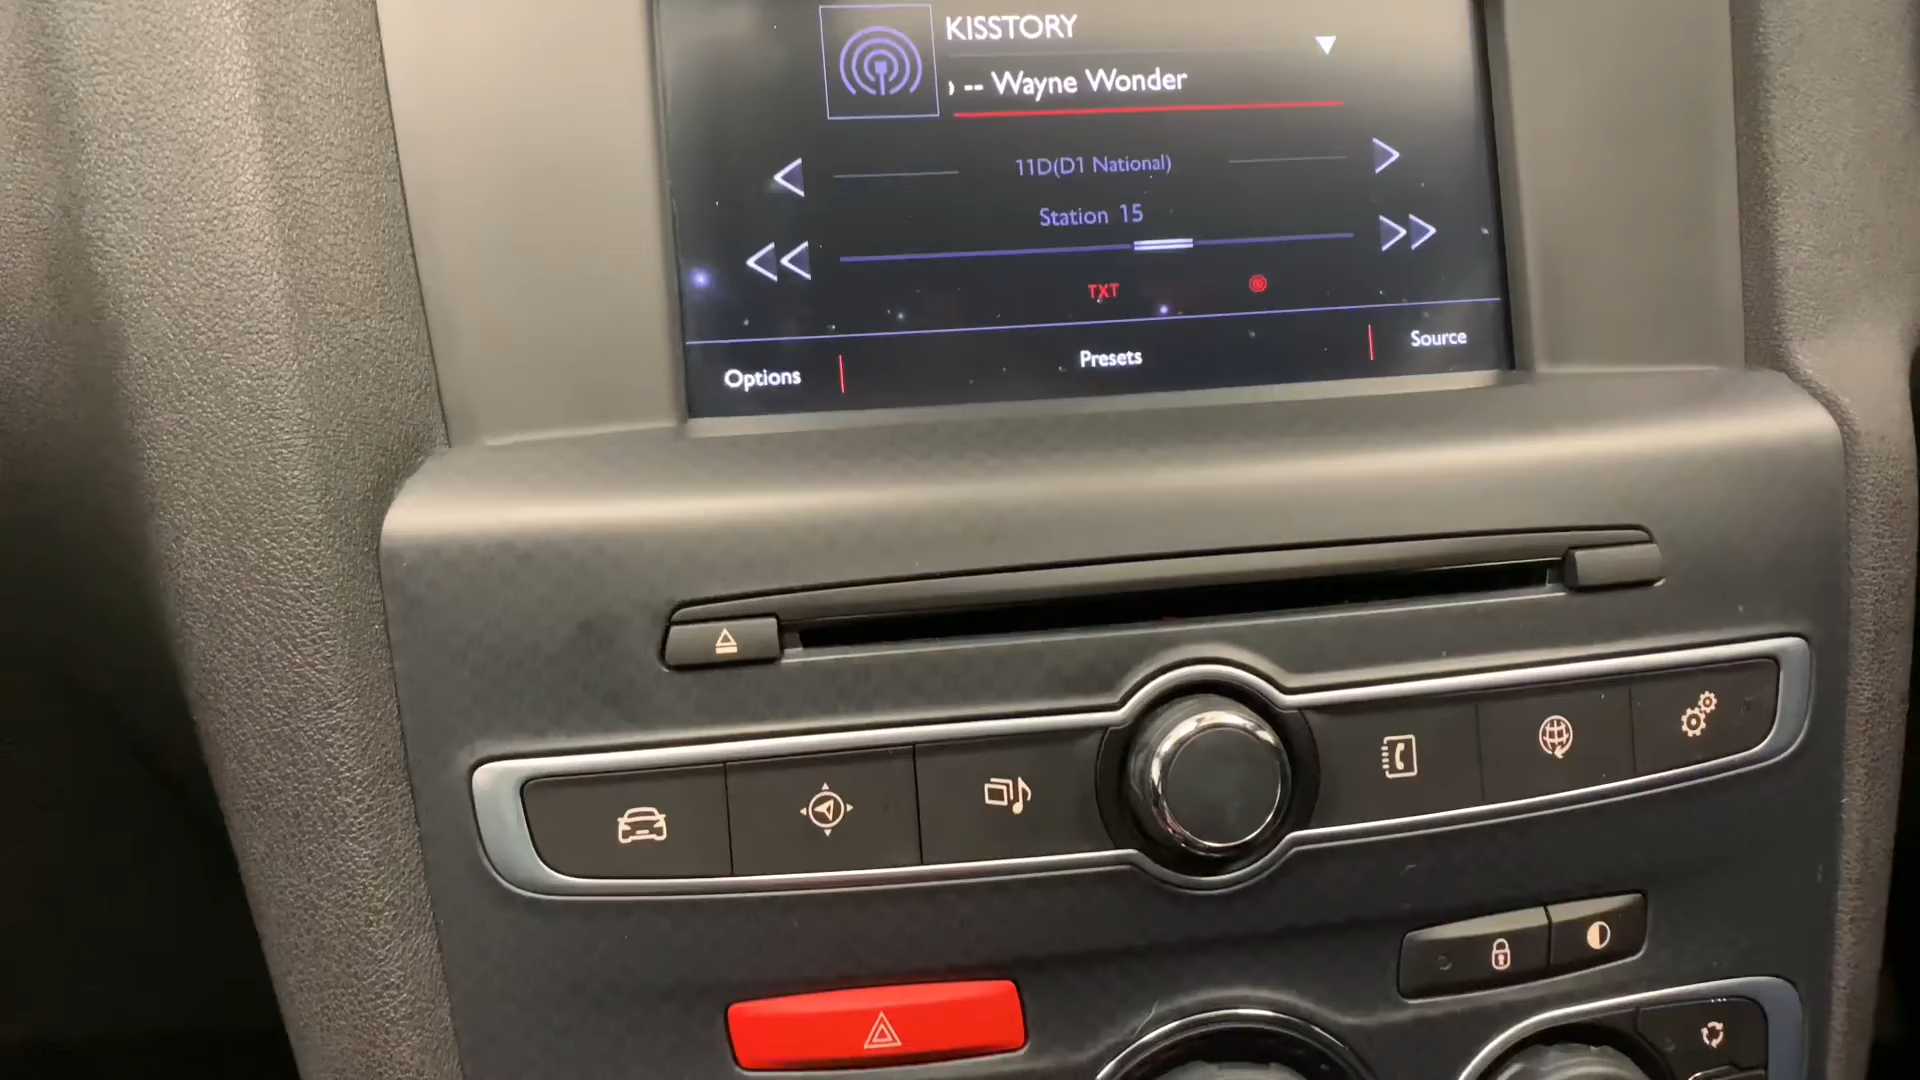 KISSTORY
-- Wayne Wonder
11D(D1 National)
Station 15
TXT
Options
Presets
Source